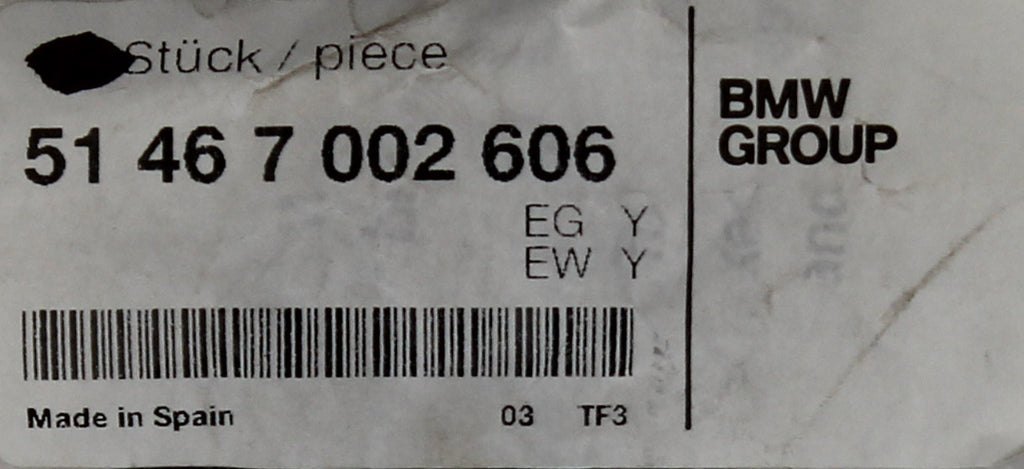 Stück / piece
51 46 7 002 606
EG Y
EW Y
Made in Spain 03 TF3
BMW
GROUP